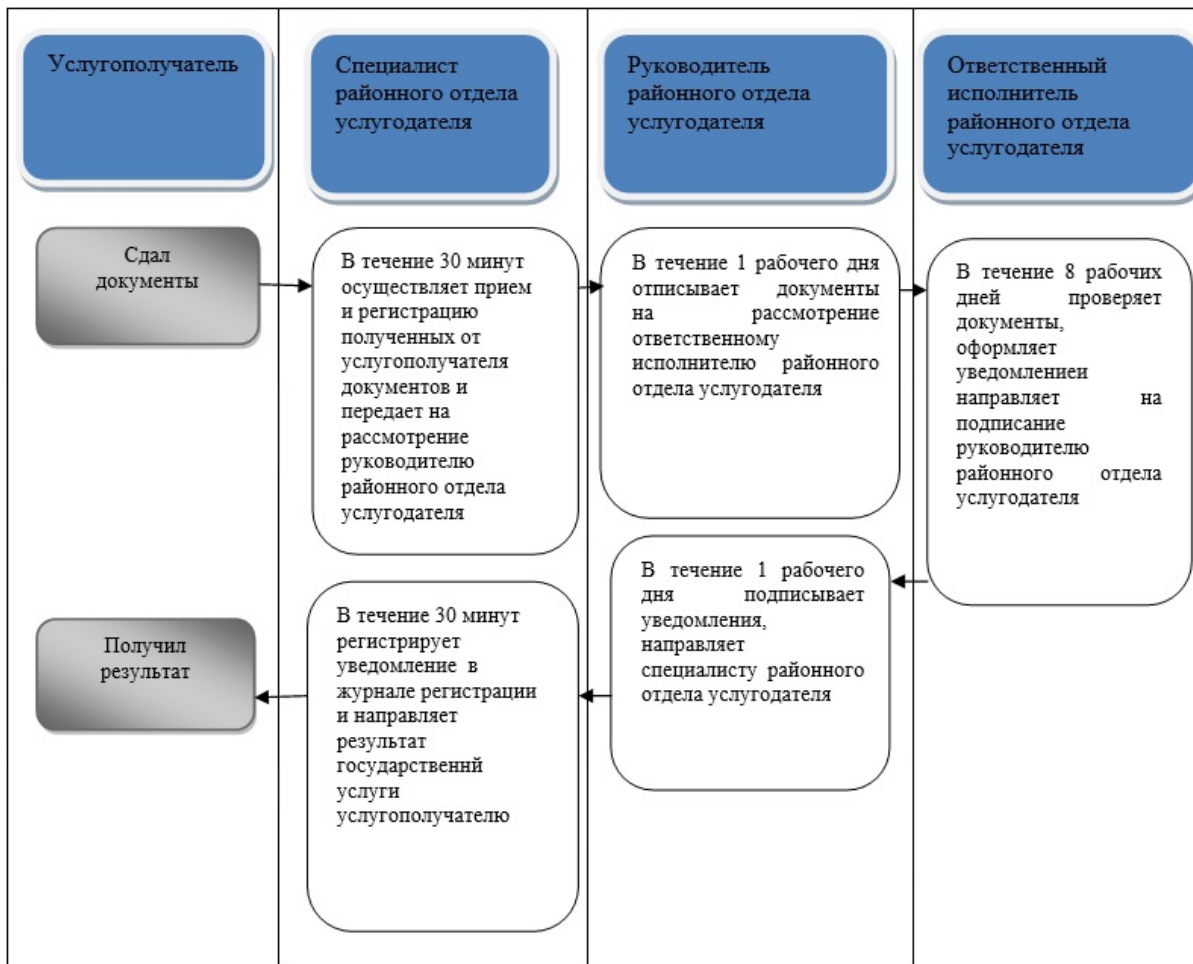 Услугополучатель
Специалист
районного отдела
услугодателя
Руководитель
районного отдела
услугодателя
Ответственный
исполнитель
районного отдела
услугодателя
Сдал
документы
В течение 30 минут
осуществляет прием
и регистрацию
полученных от
услугополучателя
документов и
передает на
рассмотрение
руководителю
районного отдела
услугодателя
В течение 1 рабочего дня
отписывает документы
на рассмотрение
ответственному
исполнителю районного
отдела услугодателя
В течение 8 рабочих
дней проверяет
документы,
оформляет
уведомлениеи
направляет на
подписание
руководителю
районного отдела
услугодателя
В течение 1 рабочего
дня подписывает
уведомления,
направляет
специалисту районного
отдела услугодателя
В течение 30 минут
регистрирует
уведомление в
журнале регистрации
и направляет
результат
государственнй
услуги
услугополучателю
Получил
результат